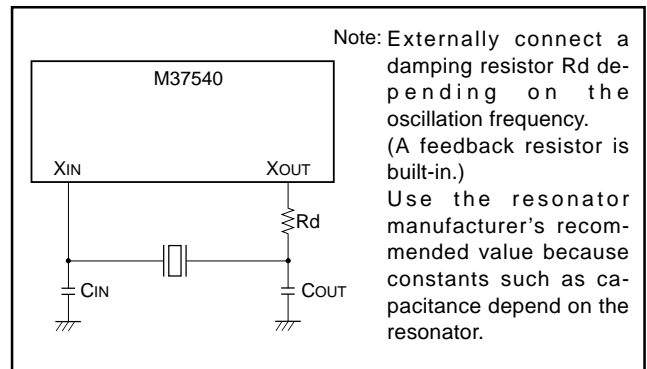 M37540
XIN XOUT
Rd
CIN COUT
Note: Externally connect a
damping resistor Rd de-
pending on the
oscillation frequency.
(A feedback resistor is
built-in.)
Use the resonator
manufacturer's recom-
mended value because
constants such as ca-
pacitance depend on the
resonator.